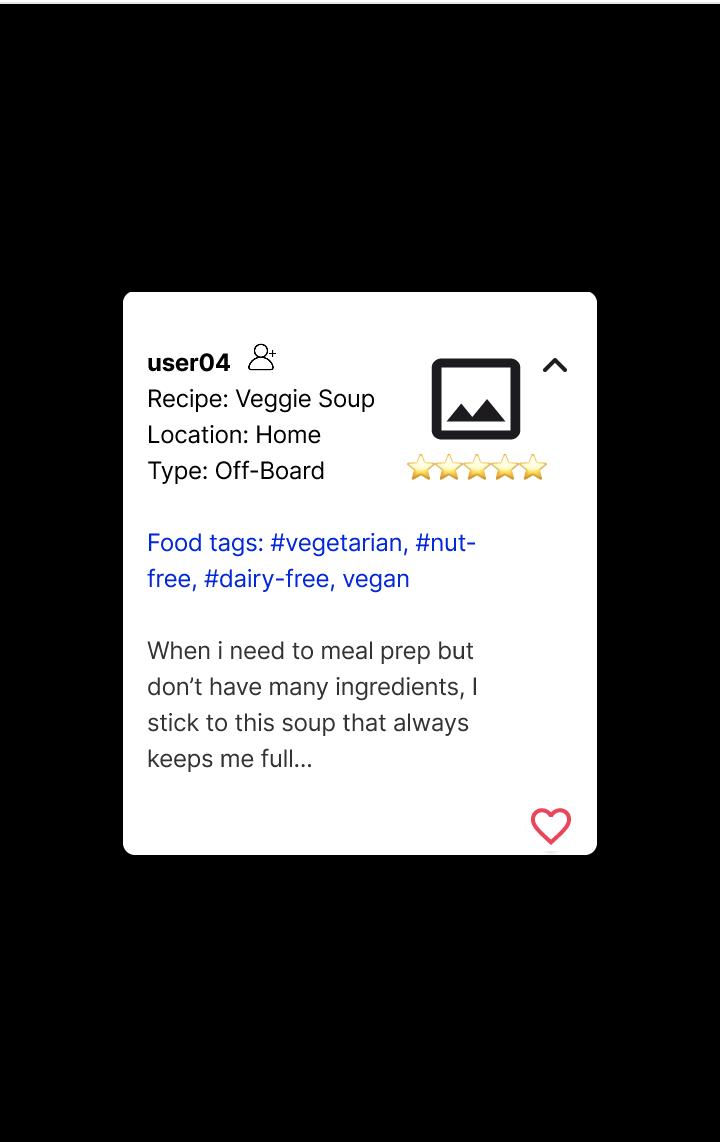 user04
Recipe: Veggie Soup
Location: Home
Type: Off-Board
Food tags: #vegetarian, #nut-
free, #dairy-free, vegan
When i need to meal prep but
don’t have many ingredients, I
stick to this soup that always
keeps me full...